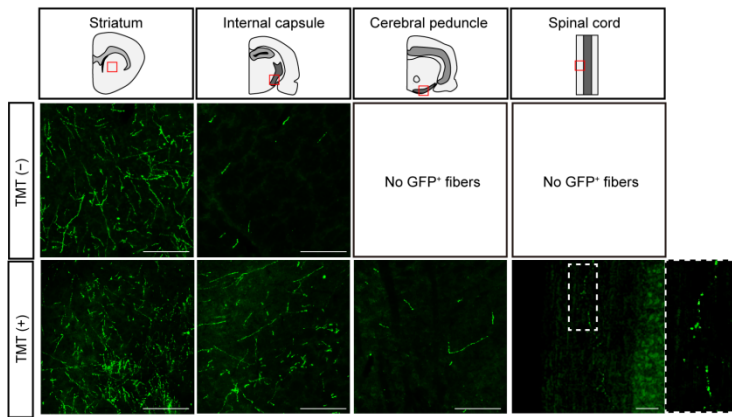 Striatum
Internal capsule
Cerebral peduncle
Spinal cord
TMT (−)
No GFP⁺ fibers
No GFP⁺ fibers
TMT (+)